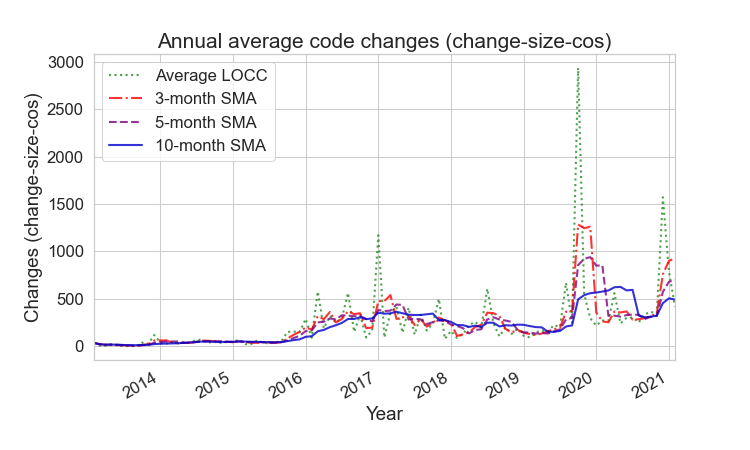 Annual average code changes (change-size-cos)
Average LOCC
3-month SMA
5-month SMA
10-month SMA
3000
2500
2000
1500
1000
500
0
Changes (change-size-cos)
2014 2015 2016 2017 2018 2019 2020 2021
Year